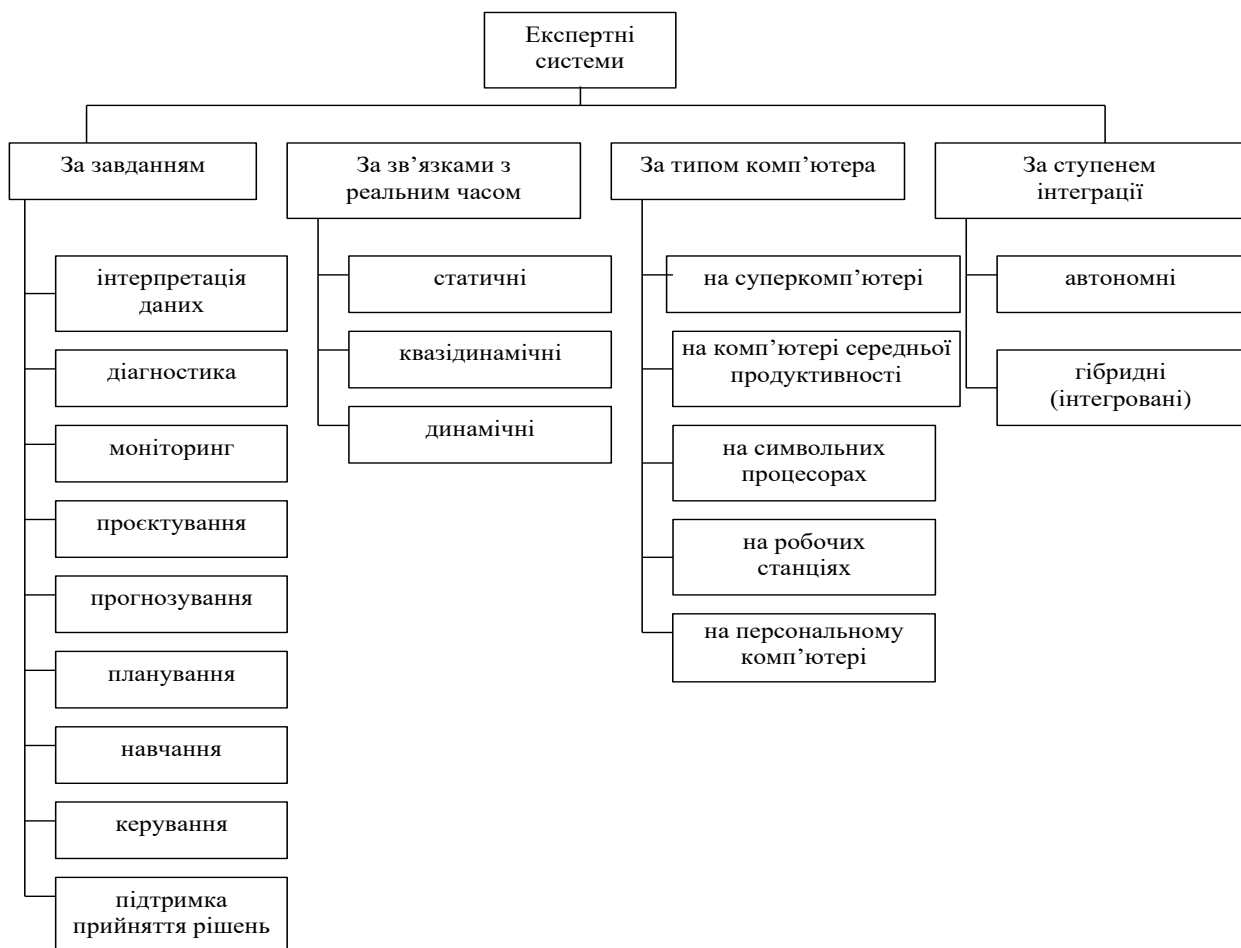 Експертні
системи
За завданням
інтерпретація
даних
діагностика
моніторинг
проєктування
прогнозування
планування
навчання
керування
підтримка
прийняття рішень
За зв’язками з
реальним часом
статичні
квазідинамічні
динамічні
За типом комп’ютера
на суперкомп’ютері
на комп’ютері середньої
продуктивності
на символьних
процесорах
на робочих
станціях
на персональному
комп’ютері
За ступенем
інтеграції
автономні
гібридні
(інтегровані)